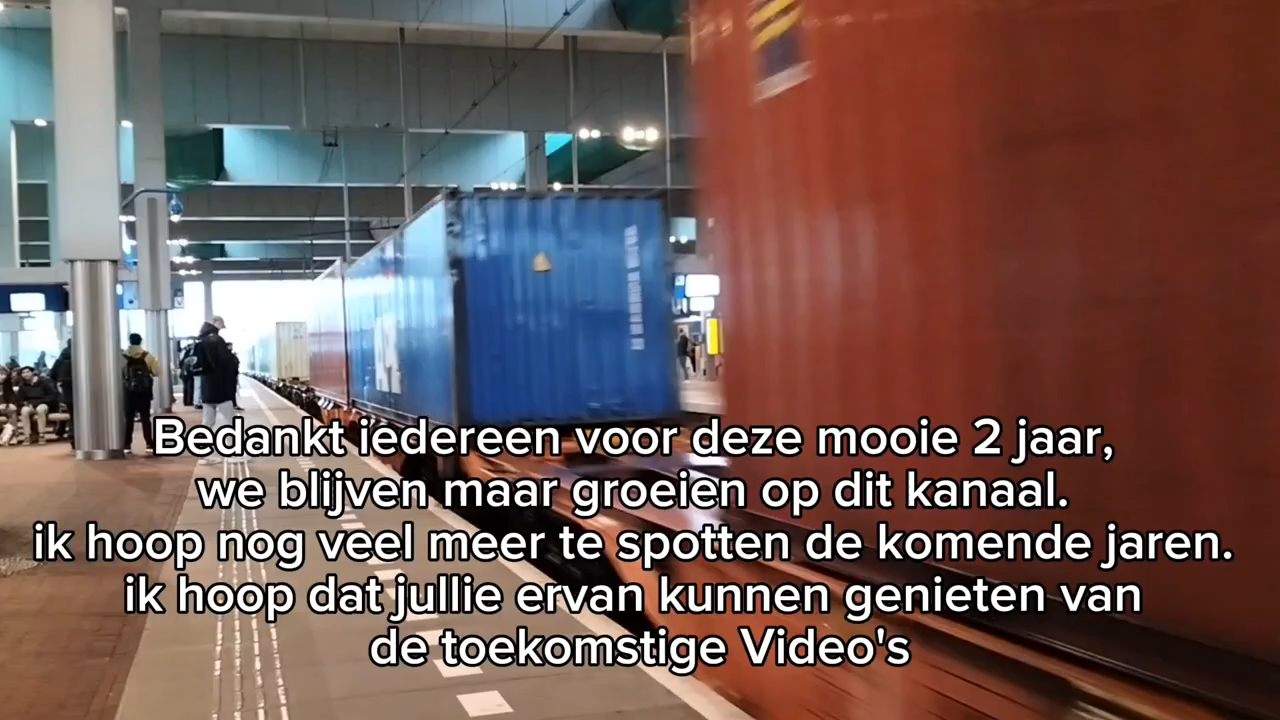 Bedankt iedereen voor deze mooie 2 jaar,
we blijven maar groeien op dit kanaal.
ik hoop nog veel meer te spotten de komende jaren.
ik hoop dat jullie ervan kunnen genieten van
de toekomstige Video's